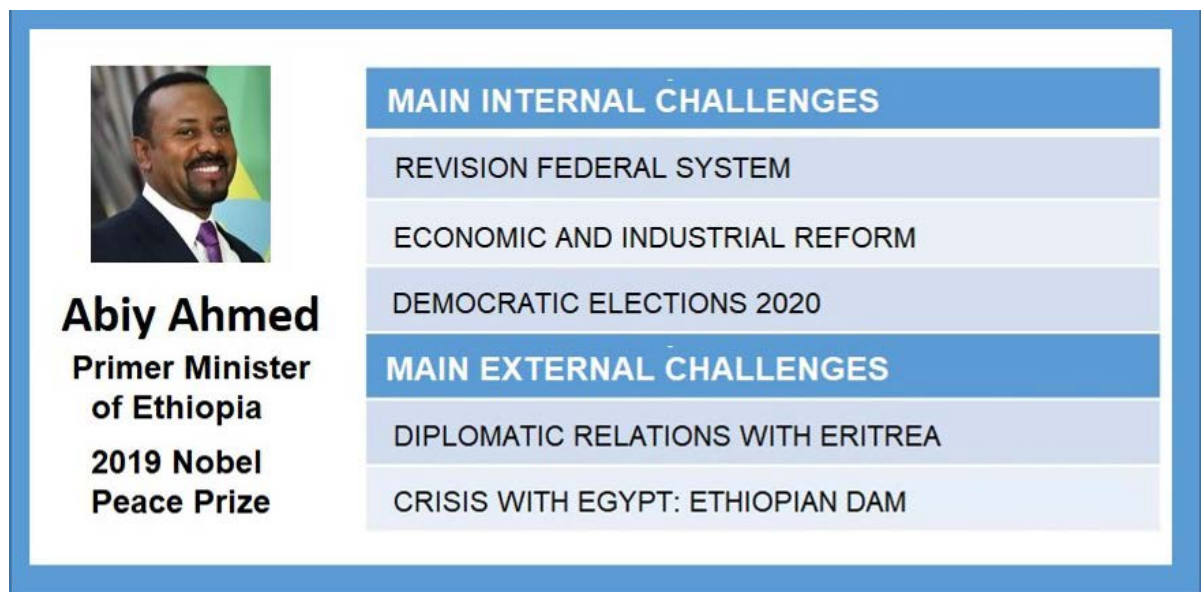 Abiy Ahmed
Primer Minister
of Ethiopia
2019 Nobel
Peace Prize
MAIN INTERNAL CHALLENGES
REVISION FEDERAL SYSTEM
ECONOMIC AND INDUSTRIAL REFORM
DEMOCRATIC ELECTIONS 2020
MAIN EXTERNAL CHALLENGES
DIPLOMATIC RELATIONS WITH ERITREA
CRISIS WITH EGYPT: ETHIOPIAN DAM